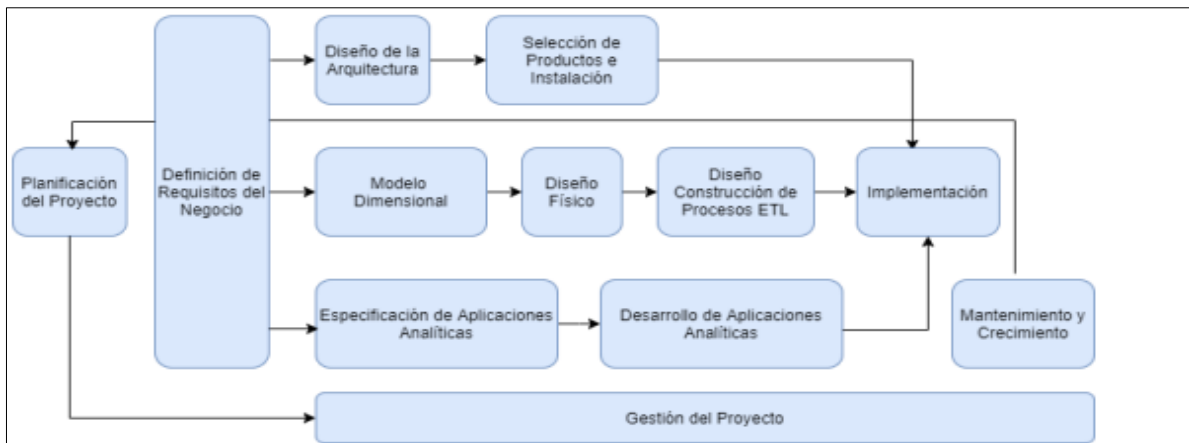 Diseño de la
Arquitectura
Selección de
Productos e
Instalación
Planificación
del Proyecto
Definición de
Requisitos del
Negocio
Modelo
Dimensional
Diseño
Físico
Diseño
Construcción de
Procesos ETL
Implementación
Especificación de Aplicaciones
Analíticas
Desarrollo de Aplicaciones
Analíticas
Mantenimiento y
Crecimiento
Gestión del Proyecto